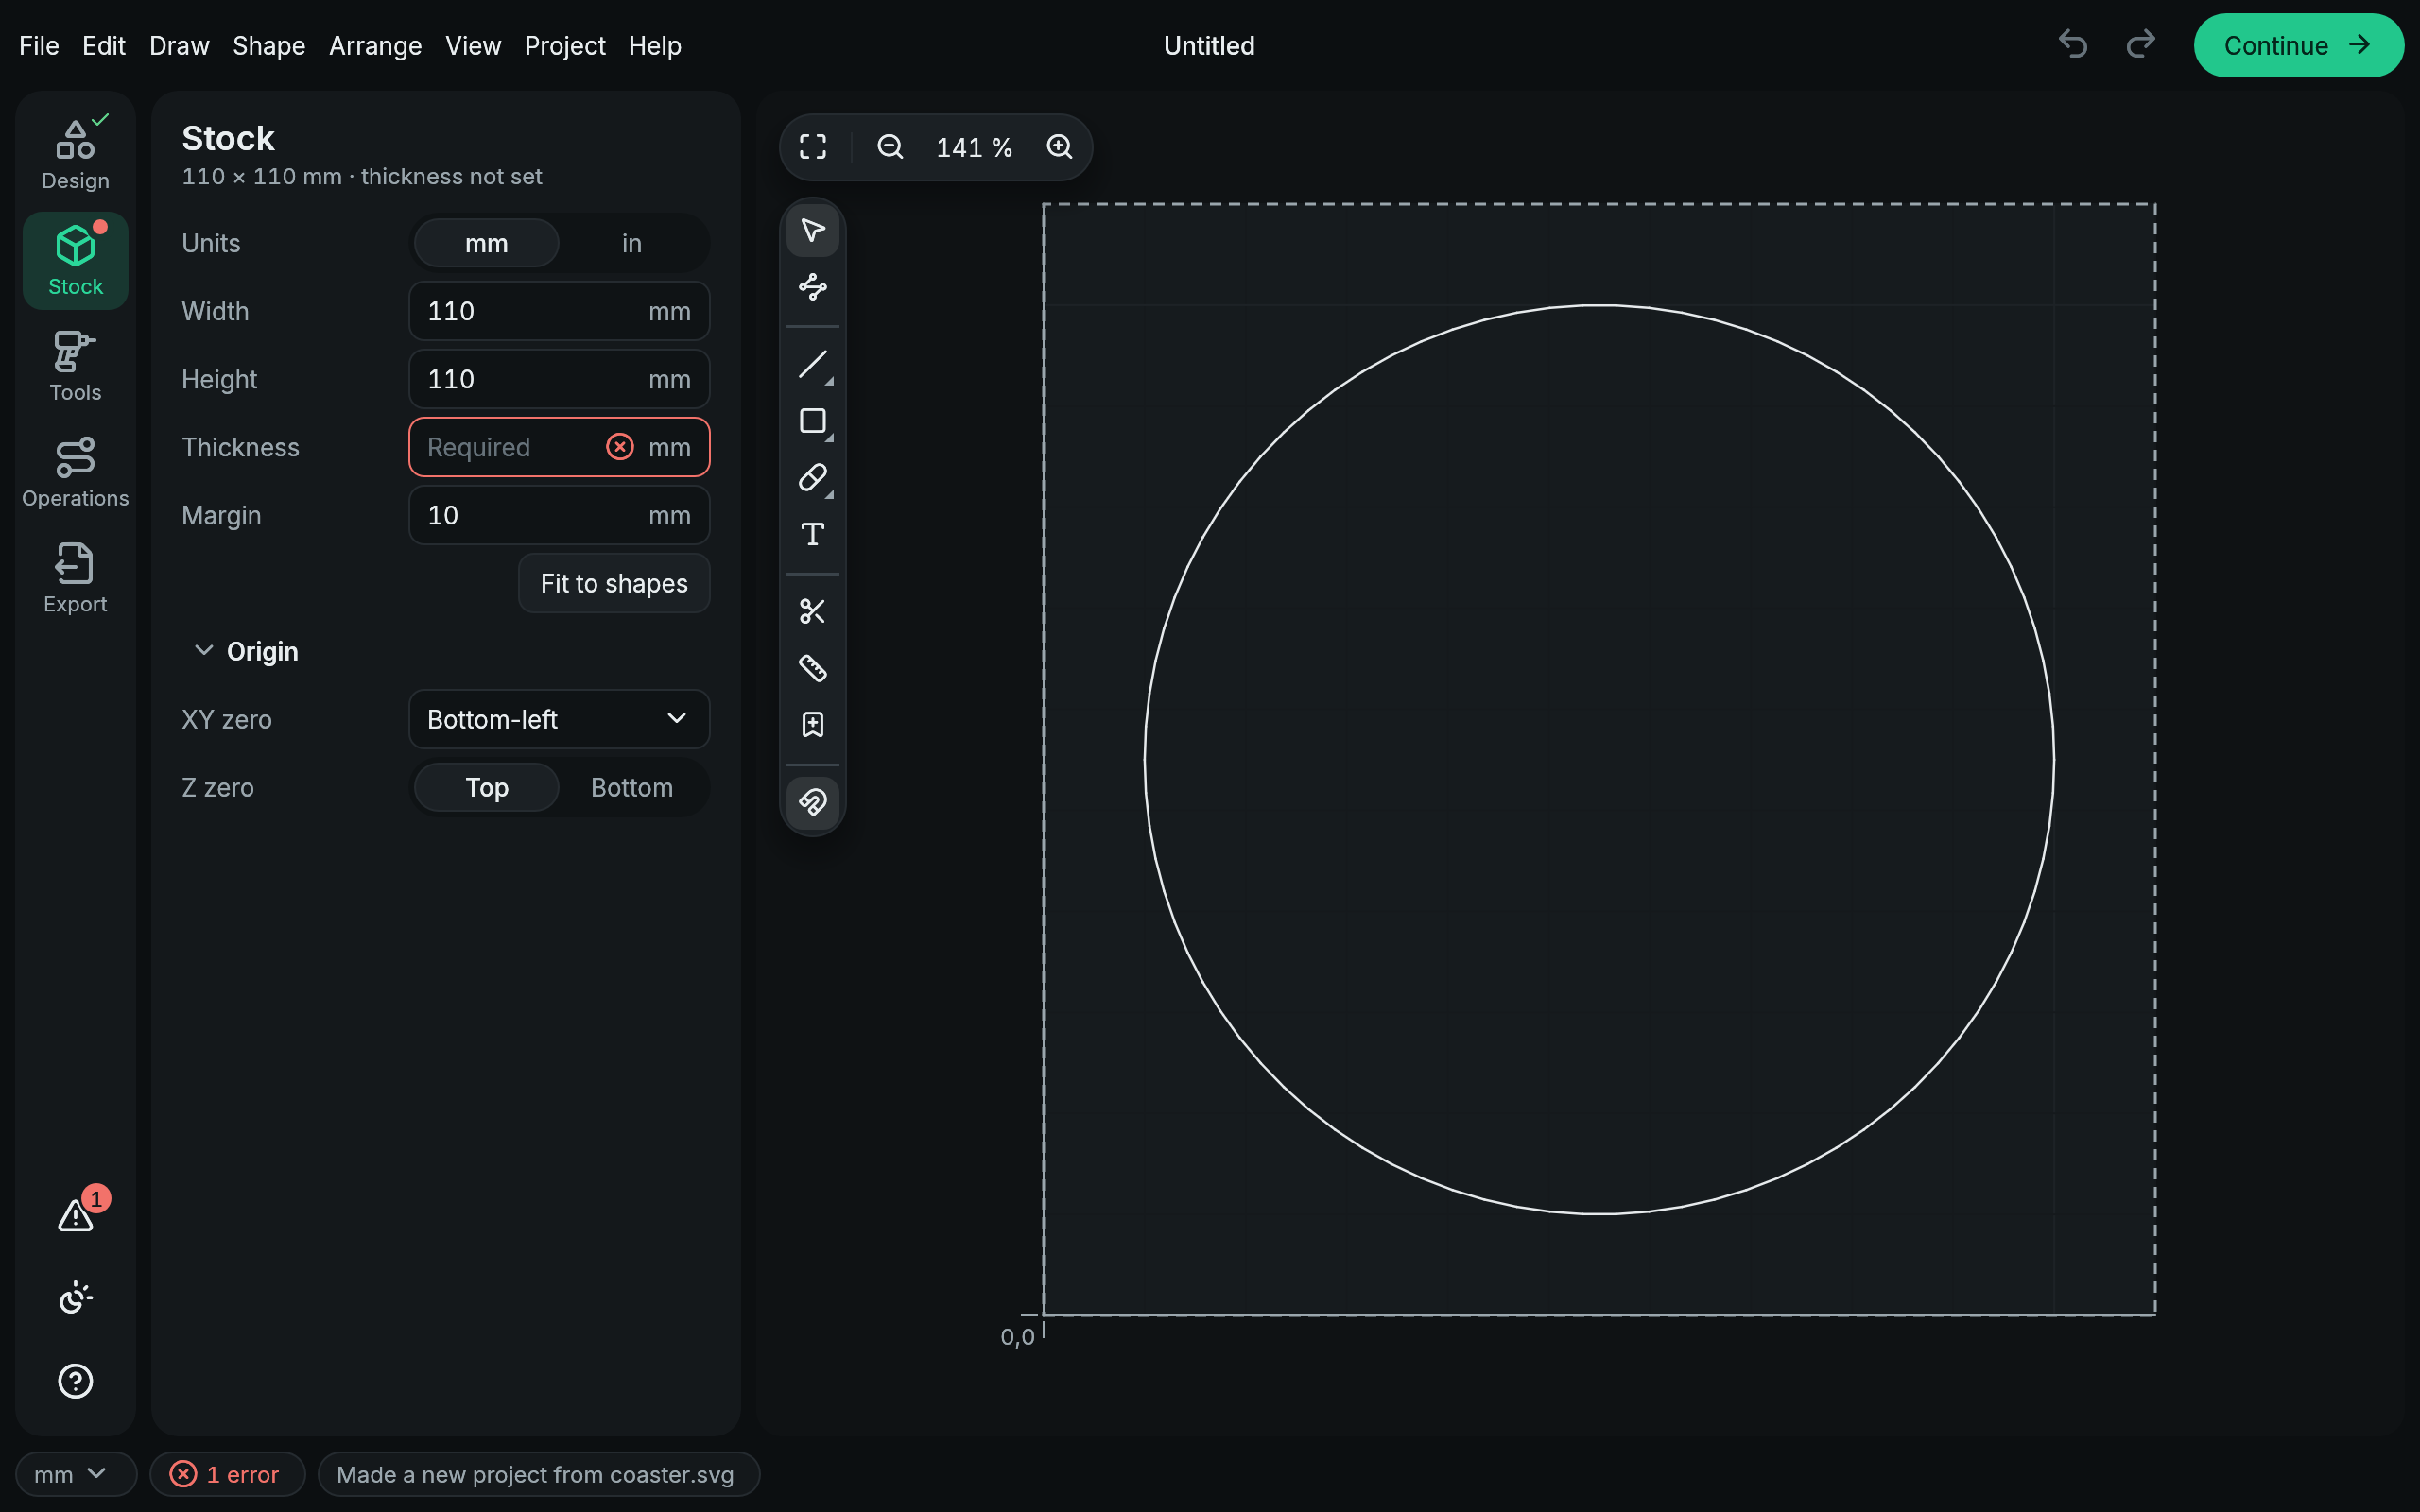 File Edit Draw Shape Arrange View Project Help
Untitled
Continue
Design
Stock
Tools
Operations
Export
1
Stock
110 × 110 mm · thickness not set
Units mm in
Width 110 mm
Height 110 mm
Thickness Required mm
Margin 10 mm
Fit to shapes
Origin
XY zero Bottom-left
Z zero Top Bottom
141 %
0,0
mm
1 error
Made a new project from coaster.svg